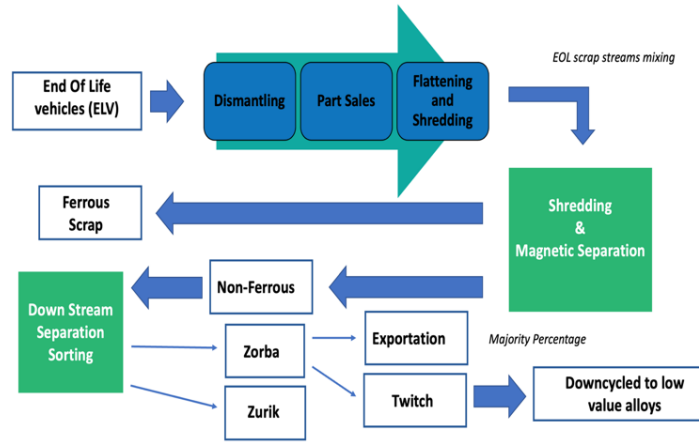 EOL scrap streams mixing
End Of Life
vehicles (ELV)
Dismantling
Part Sales
Flattening
and
Shredding
Ferrous
Scrap
Shredding
&
Magnetic Separation
Non-Ferrous
Down Stream
Separation
Sorting
Zorba
Exportation
Majority Percentage
Zurik
Twitch
Downcycled to low
value alloys